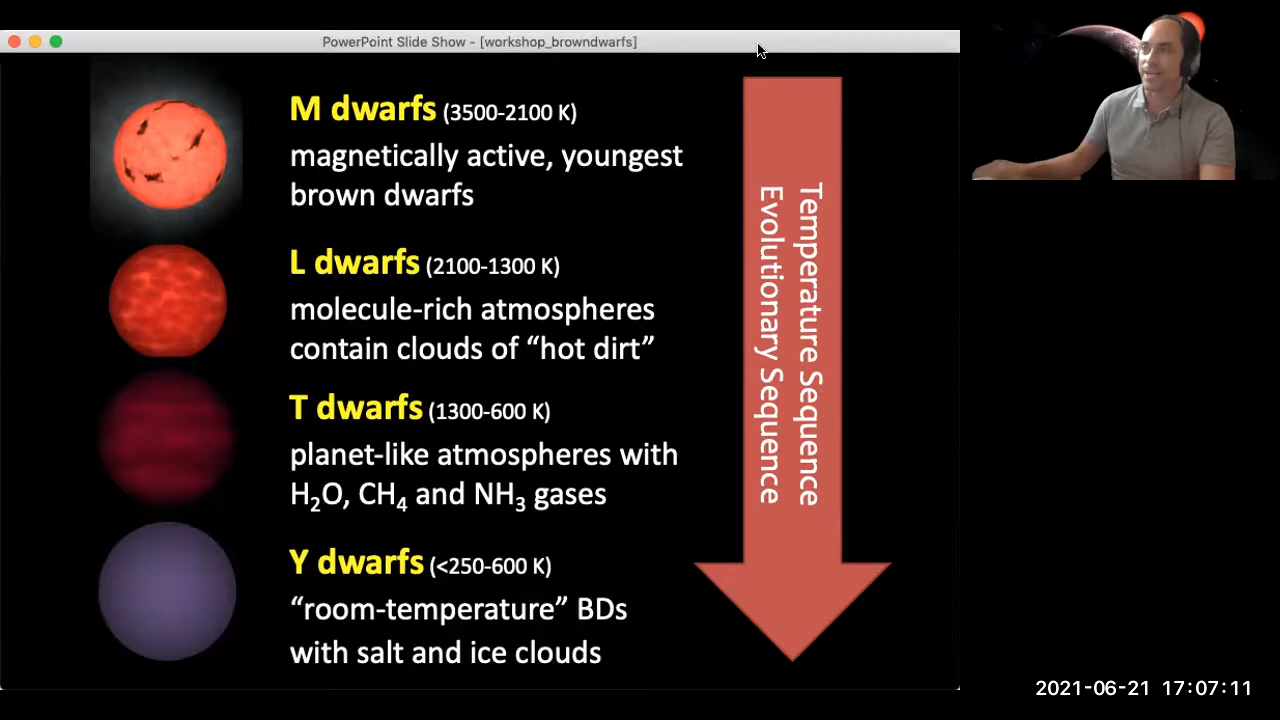 PowerPoint Slide Show - [workshop_browndwarfs]
M dwarfs (3500-2100 K)
magnetically active, youngest
brown dwarfs
L dwarfs (2100-1300 K)
molecule-rich atmospheres
contain clouds of “hot dirt”
T dwarfs (1300-600 K)
planet-like atmospheres with
H₂O, CH₄ and NH₃ gases
Y dwarfs (<250-600 K)
“room-temperature” BDs
with salt and ice clouds
Temperature Sequence
Evolutionary Sequence
2021-06-21 17:07:11